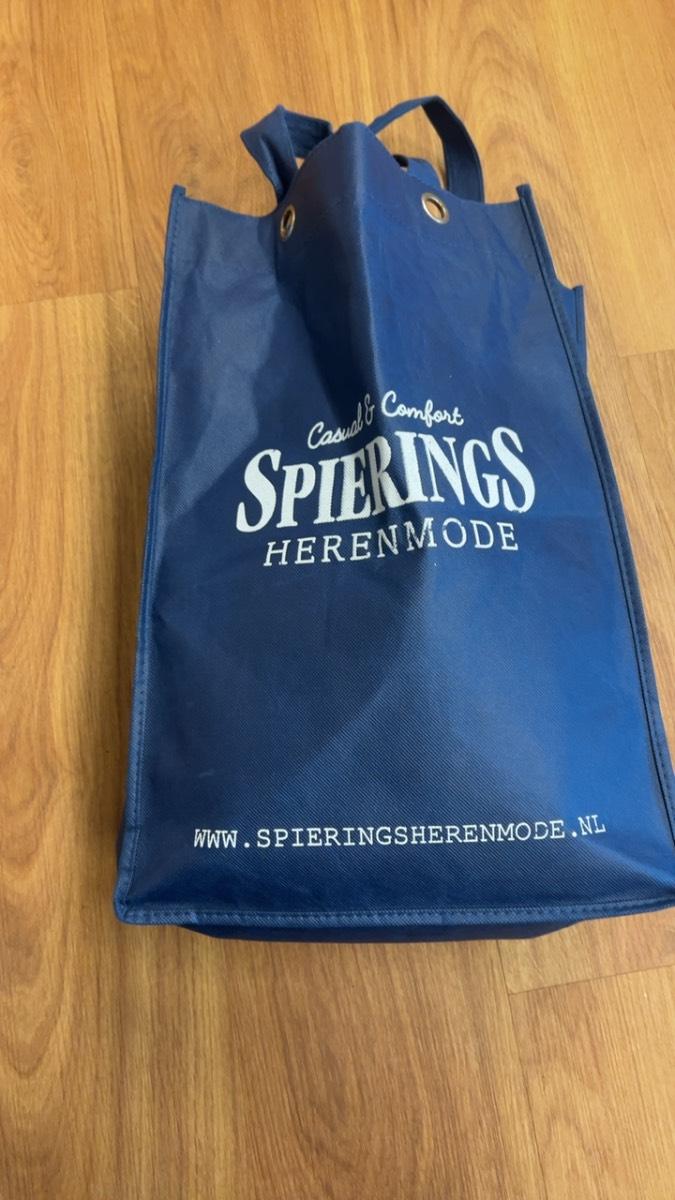 Casual & Comfort
SPIERINGS
HERENMODE
WWW.SPIERINGSHERENMODE.NL